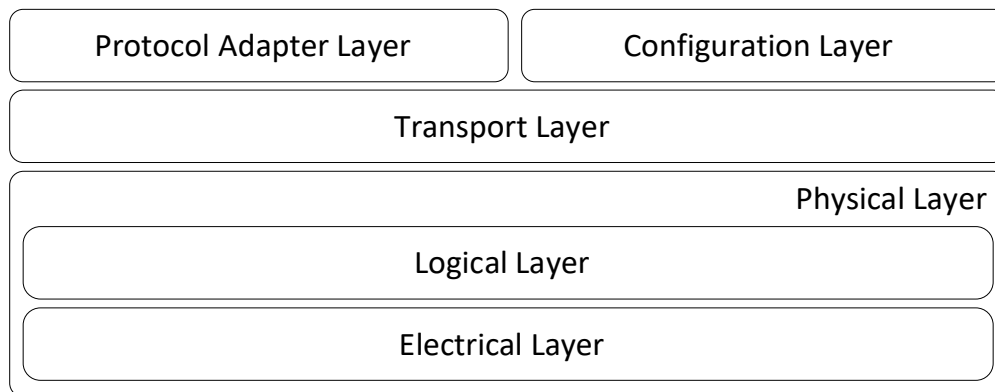 Protocol Adapter Layer
Configuration Layer
Transport Layer
Physical Layer
Logical Layer
Electrical Layer